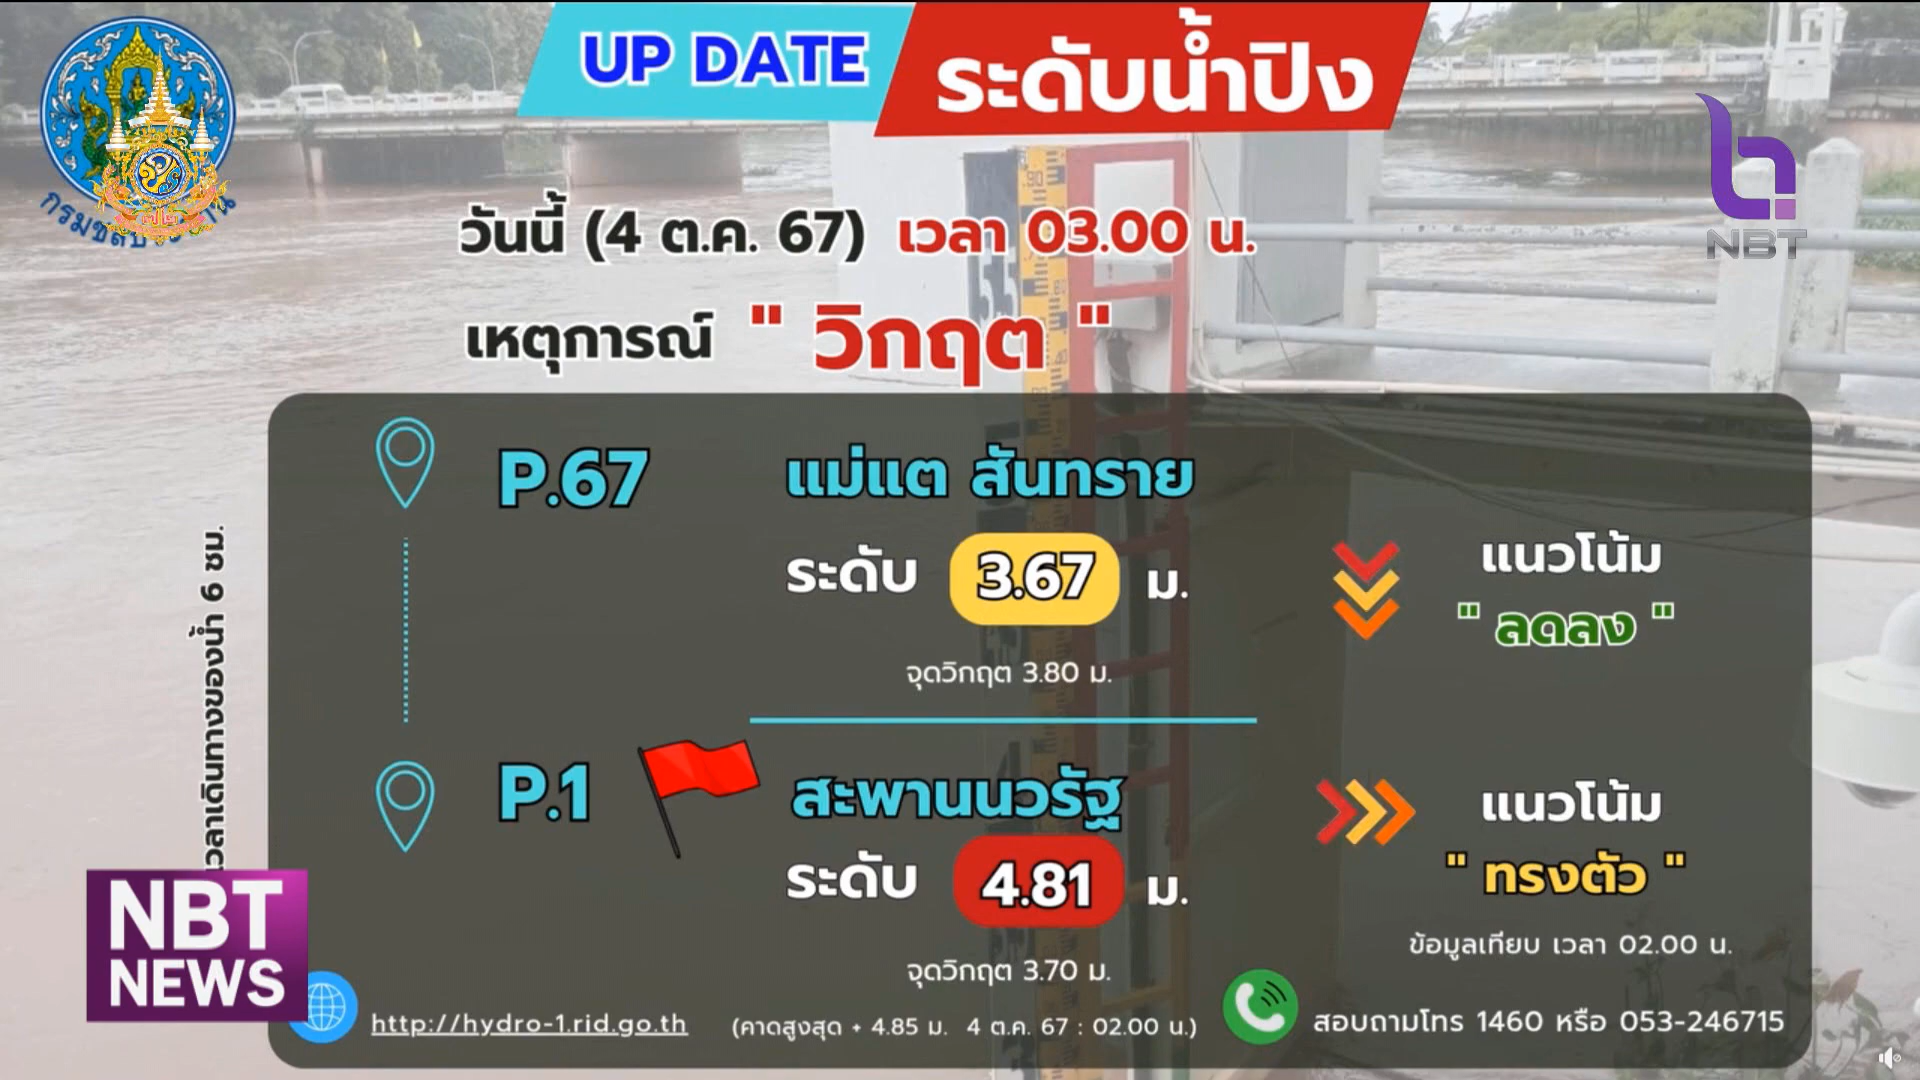 UP DATE ระดับน้ำปิง
NBT
วันนี้ (4 ต.ค. 67) เวลา 03.00 น.
เหตุการณ์ " วิกฤต "
P.67 แม่แต สันทราย
ระดับ 3.67 ม.
แนวโน้ม
" ลดลง "
จุดวิกฤต 3.80 ม.
เวลาเดินทางของน้ำ 6 ชม.
P.1 สะพานนวรัฐ
ระดับ 4.81 ม.
แนวโน้ม
" ทรงตัว "
ข้อมูลเทียบ เวลา 02.00 น.
จุดวิกฤต 3.70 ม.
NBT
NEWS
http://hydro-1.rid.go.th
(คาดสูงสุด + 4.85 ม. 4 ต.ค. 67 : 02.00 น.)
สอบถามโทร 1460 หรือ 053-246715